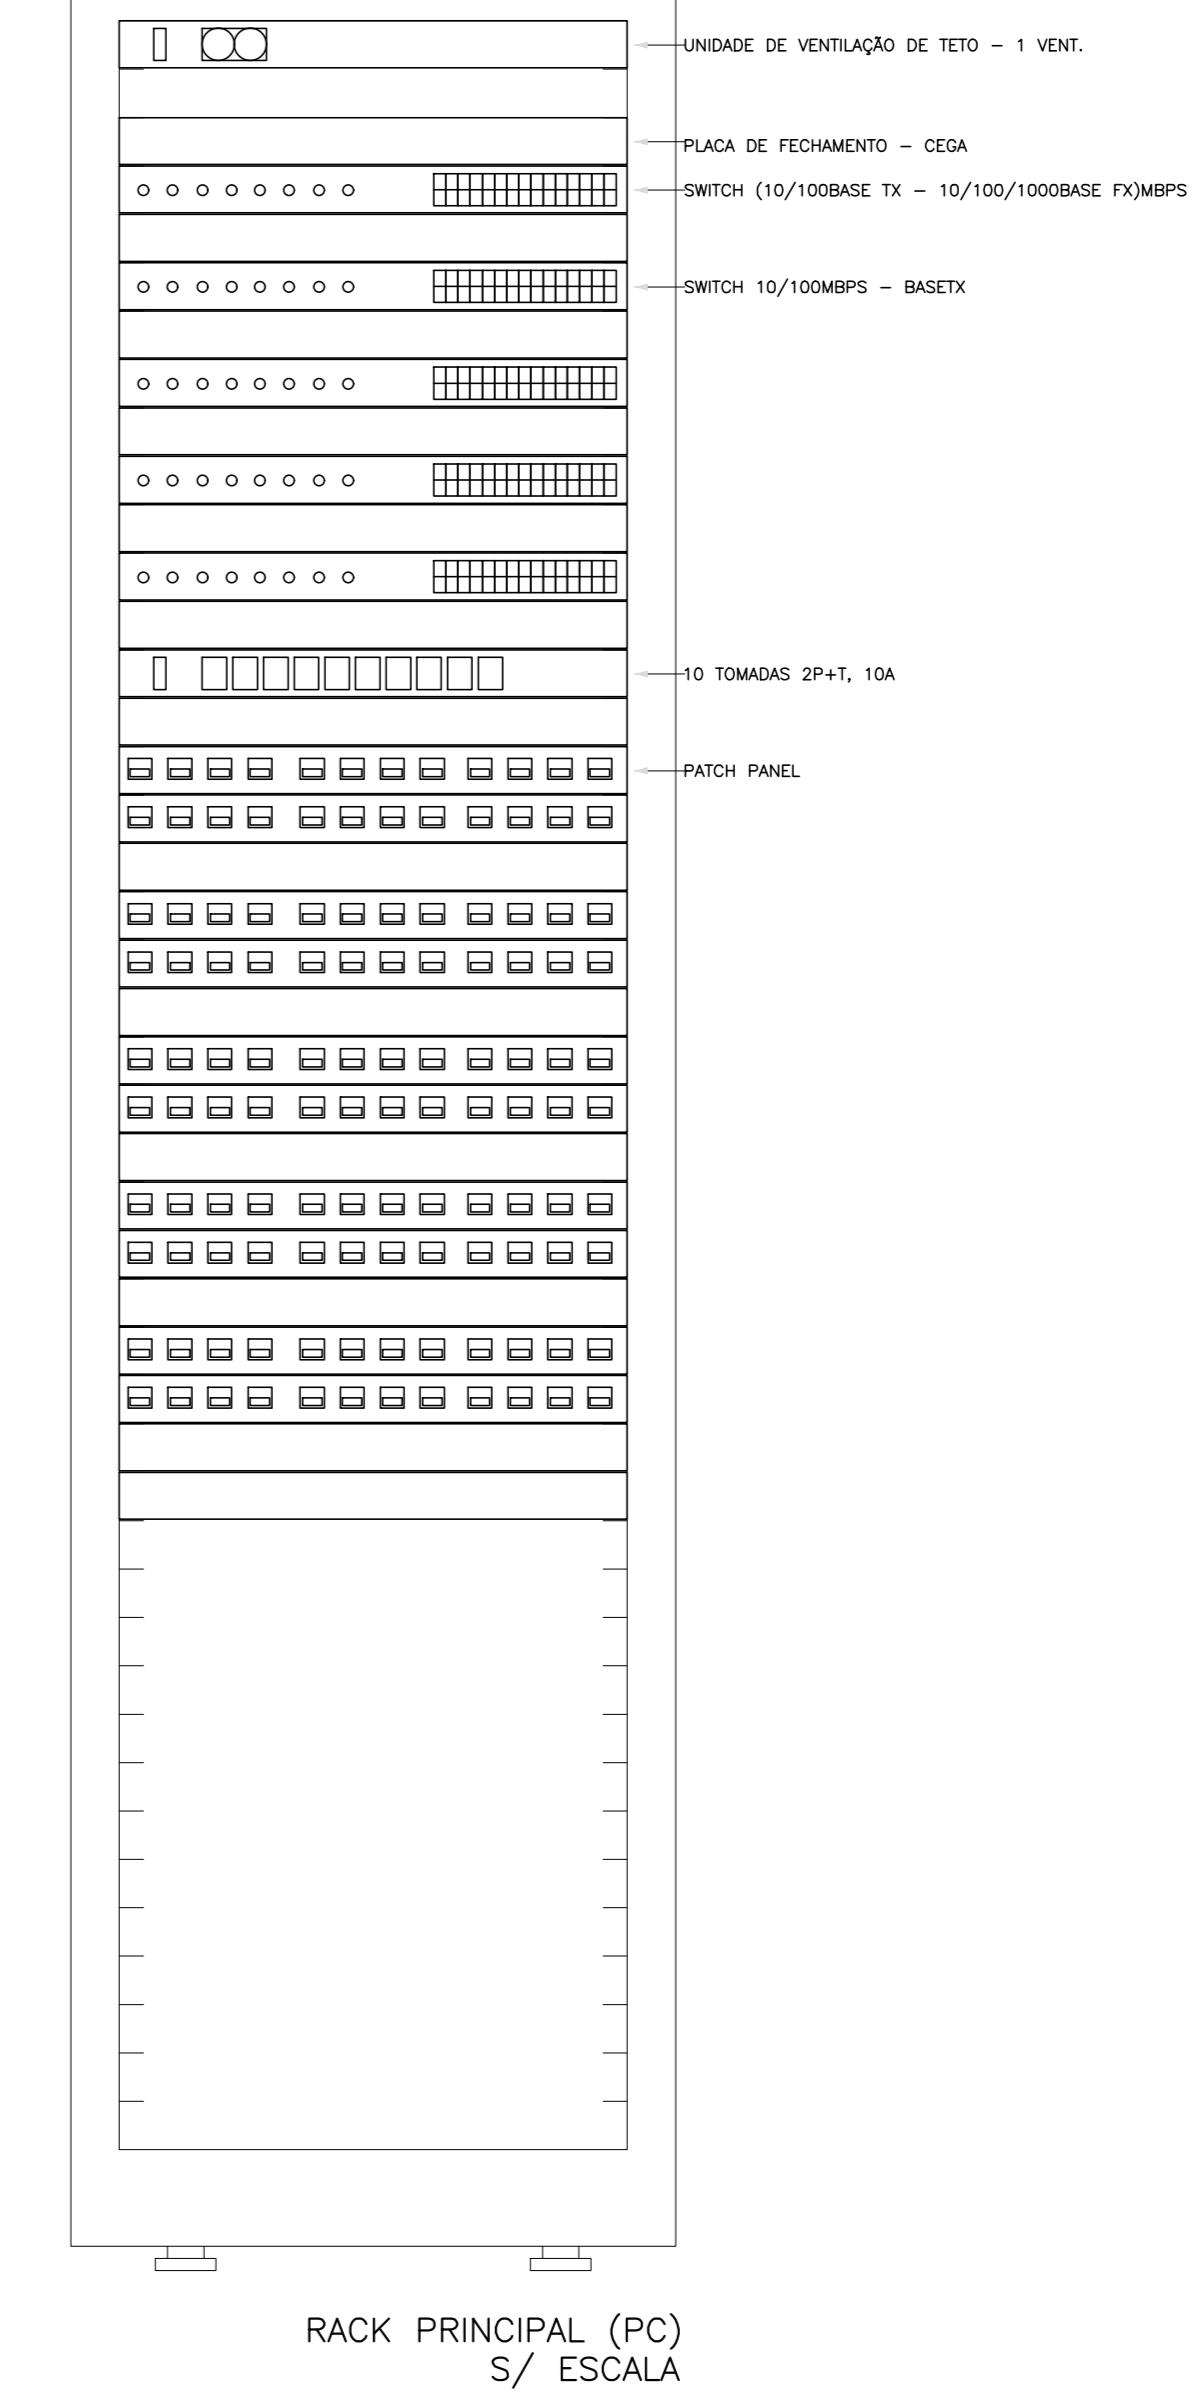 UNIDADE DE VENTILAÇÃO DE TETO – 1 VENT.
PLACA DE FECHAMENTO – CEGA
SWITCH (10/100BASE TX – 10/100/1000BASE FX)MBPS
SWITCH 10/100MBPS – BASETX
10 TOMADAS 2P+T, 10A
PATCH PANEL
RACK PRINCIPAL (PC)
S/ ESCALA